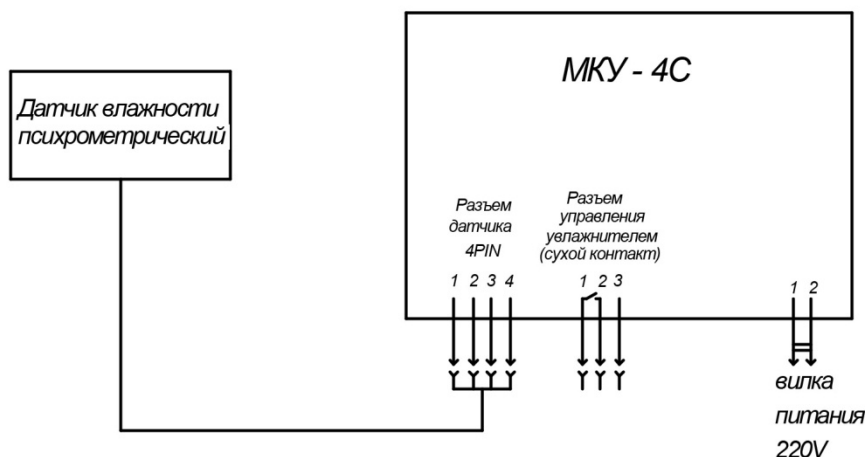 МКУ - 4С
Датчик влажности
психрометрический
Разъем
датчика
4PIN
1 2 3 4
Разъем
управления
увлажнителем
(сухой контакт)
1 2 3
1 2
вилка
питания
220V